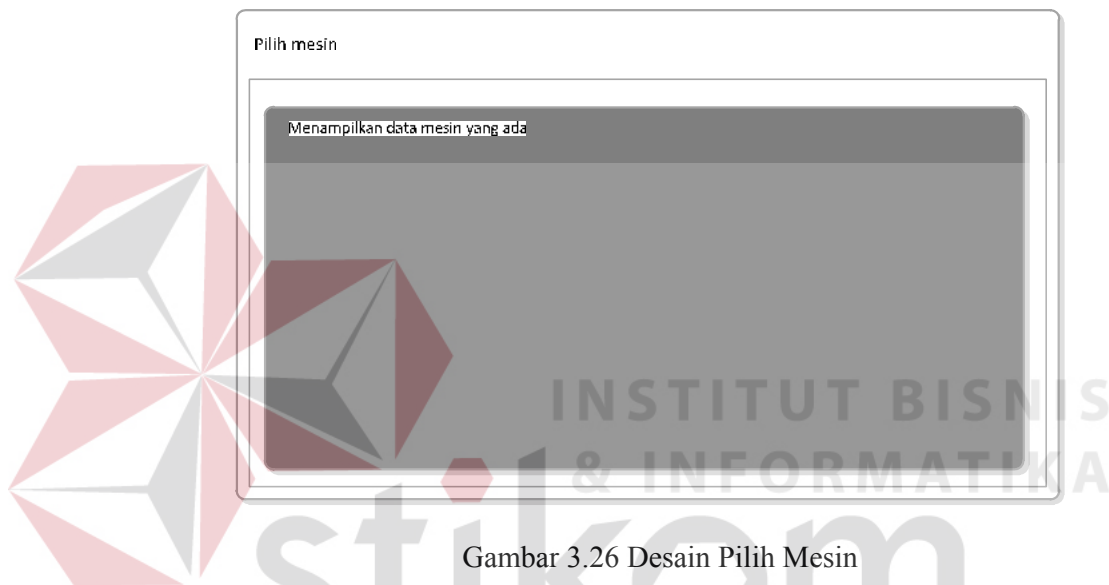 Pilih mesin
Menampilkan data mesin yang ada
INSTITUT BISNIS
& INFORMATIKA
stikom
Gambar 3.26 Desain Pilih Mesin